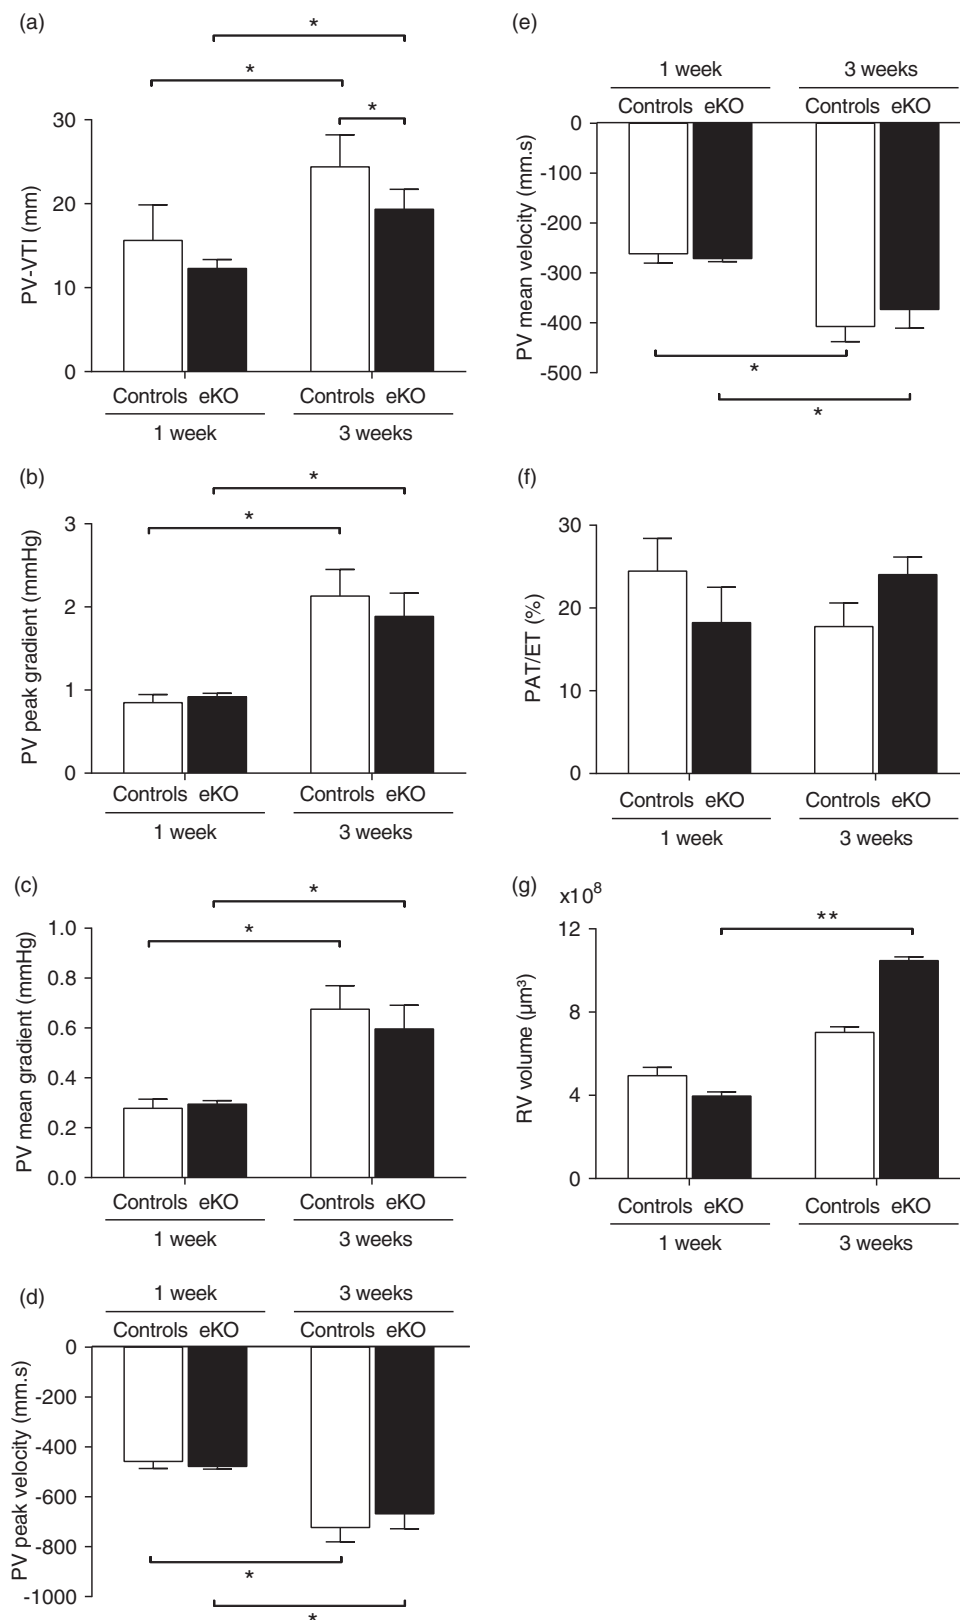 (a)
*
*
*
PV-VTI (mm)
30
20
10
0
Controls eKO Controls eKO
1 week 3 weeks
(b)
*
*
PV peak gradient (mmHg)
3
2
1
0
Controls eKO Controls eKO
1 week 3 weeks
(c)
*
*
PV mean gradient (mmHg)
1.0
0.8
0.6
0.4
0.2
0.0
Controls eKO Controls eKO
1 week 3 weeks
(d)
1 week 3 weeks
Controls eKO Controls eKO
PV peak velocity (mm.s)
0
-200
-400
-600
-800
-1000
*
*
(e)
1 week 3 weeks
Controls eKO Controls eKO
PV mean velocity (mm.s)
0
-100
-200
-300
-400
-500
*
*
(f)
PAT/ET (%)
30
20
10
0
Controls eKO Controls eKO
1 week 3 weeks
(g)
x10⁸
**
RV volume (µm³)
12
8
4
0
Controls eKO Controls eKO
1 week 3 weeks